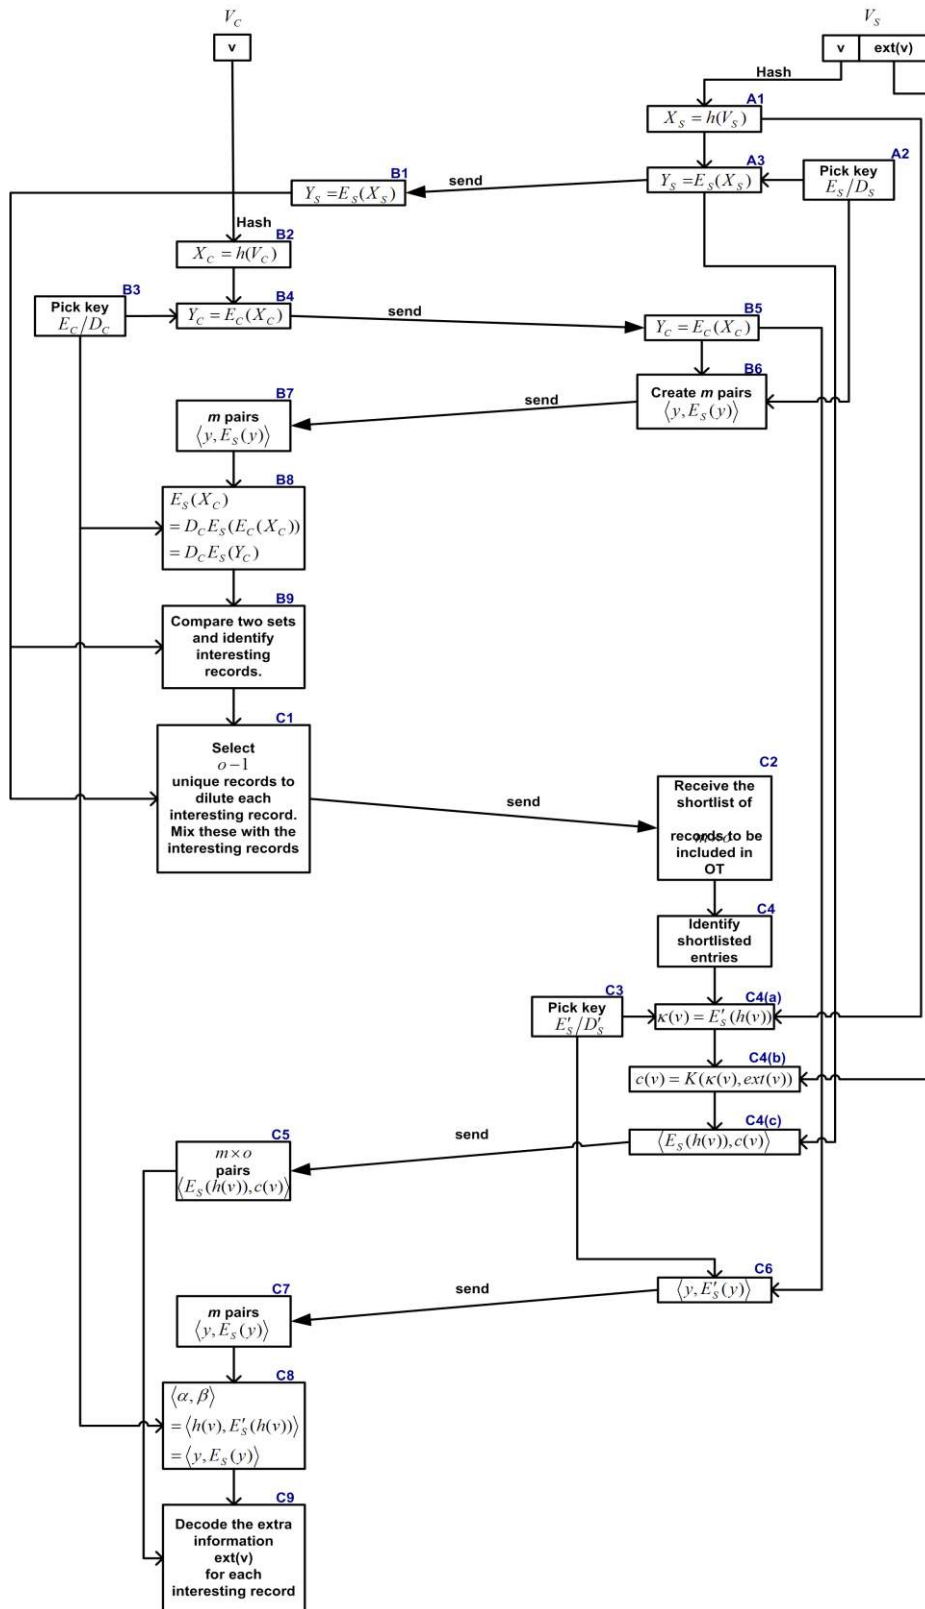 V_C
V_S
v
v
ext(v)
Hash
A1
X_S = h(V_S)
A3
Y_S = E_S(X_S)
A2
Pick key
E_S/D_S
send
B1
Y_S = E_S(X_S)
Hash
B2
X_C = h(V_C)
B3
Pick key
E_C/D_C
B4
Y_C = E_C(X_C)
send
B5
Y_C = E_C(X_C)
B6
Create m pairs
⟨y, E_S(y)⟩
send
B7
m pairs
⟨y, E_S(y)⟩
B8
E_S(X_C)
= D_C E_S(E_C(X_C))
= D_C E_S(Y_C)
B9
Compare two sets
and identify
interesting
records.
C1
Select
o − 1
unique records to
dilute each
interesting record.
Mix these with the
interesting records
send
C2
Receive the
shortlist of
records to be
included in
OT
C4
Identify
shortlisted
entries
C3
Pick key
E′_S/D′_S
C4(a)
κ(v) = E′_S(h(v))
C4(b)
c(v) = K(κ(v), ext(v))
C4(c)
⟨E_S(h(v)), c(v)⟩
send
C5
m × o
pairs
⟨E_S(h(v)), c(v)⟩
C6
⟨y, E′_S(y)⟩
send
C7
m pairs
⟨y, E_S(y)⟩
C8
⟨α, β⟩
= ⟨h(v), E′_S(h(v))⟩
= ⟨y, E_S(y)⟩
C9
Decode the extra
information
ext(v)
for each
interesting record